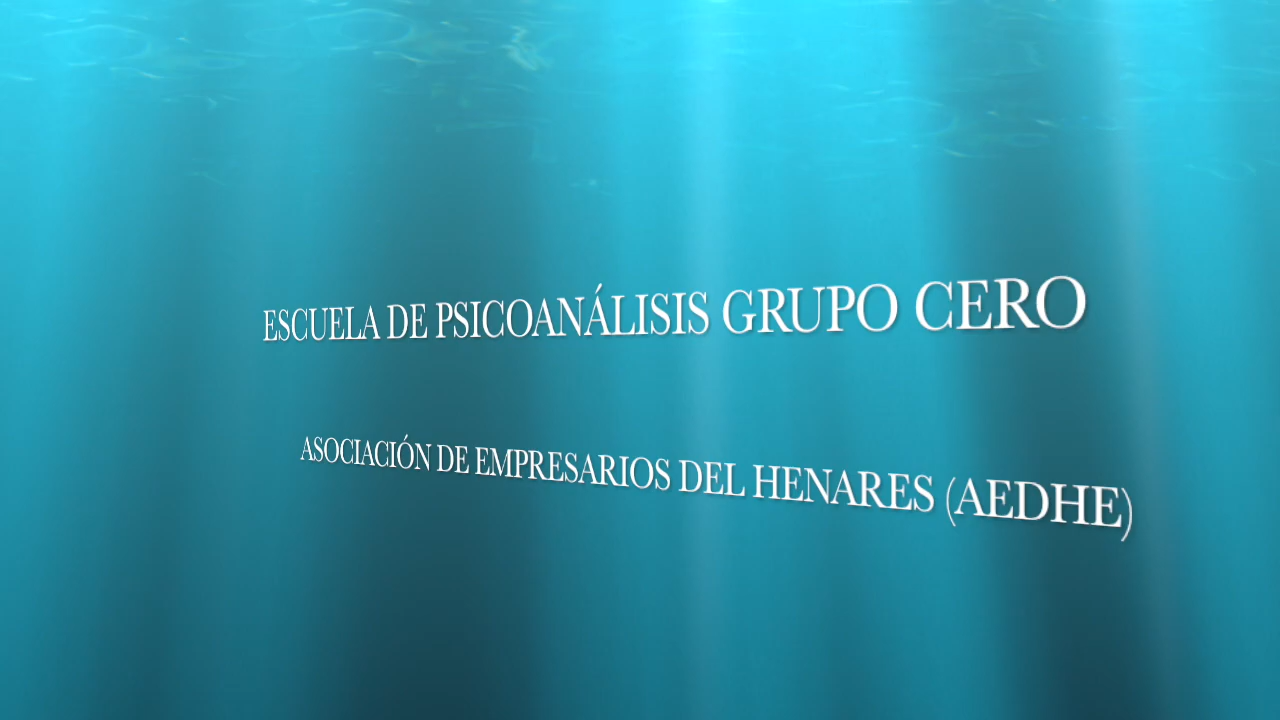 ESCUELA DE PSICOANÁLISIS GRUPO CERO
ASOCIACIÓN DE EMPRESARIOS DEL HENARES (AEDHE)